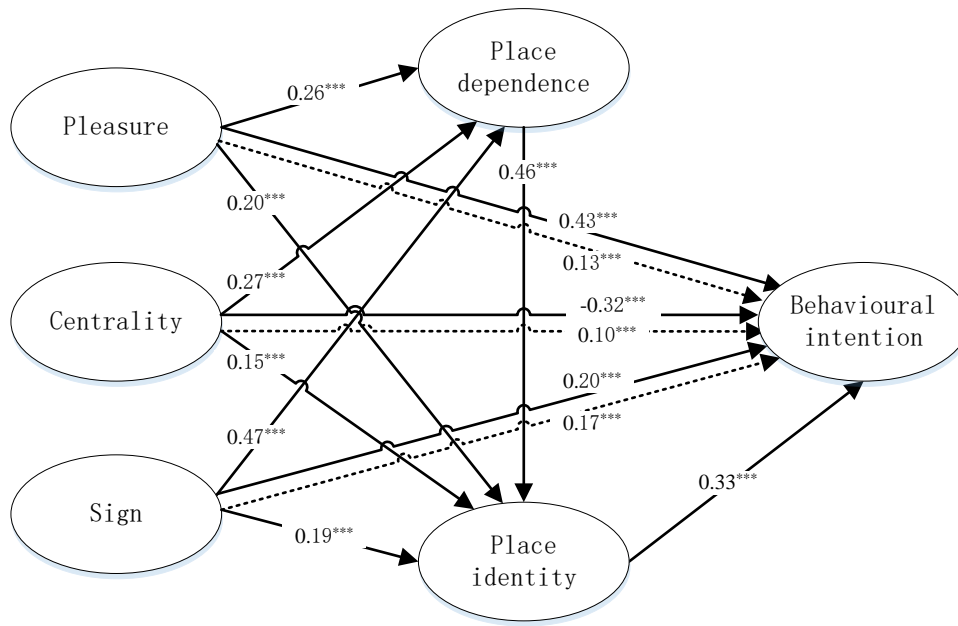 Place
dependence
0.26***
Pleasure
0.46***
0.20***
0.43***
0.13***
0.27***
Centrality
-0.32***
Behavioural
intention
0.10***
0.15***
0.20***
0.17***
0.47***
0.33***
Sign
0.19***
Place
identity